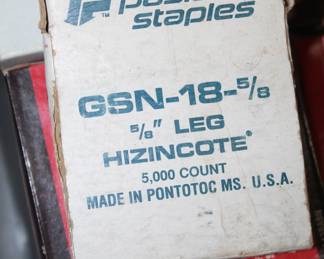 staples
GSN-18-5/8
5/8" LEG
HIZINCOTE®
5,000 COUNT
MADE IN PONTOTOC MS. U.S.A.